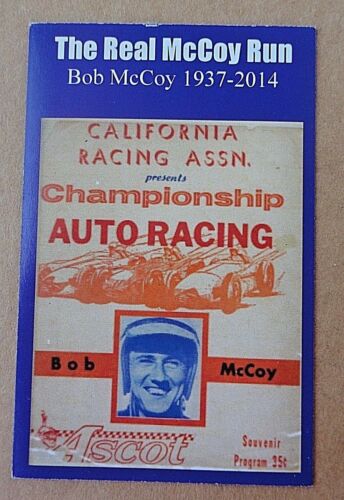 The Real McCoy Run
Bob McCoy 1937-2014
CALIFORNIA
RACING ASSN.
presents
Championship
AUTO RACING
Bob McCoy
Ascot
Souvenir
Program 35¢